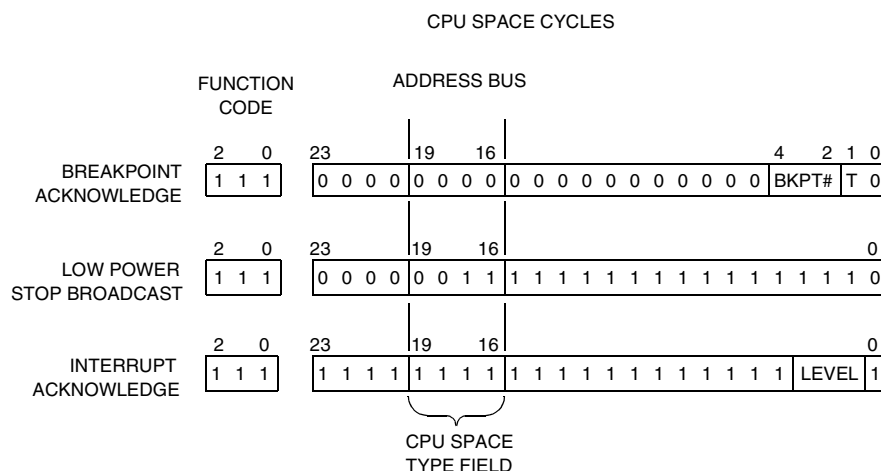 CPU SPACE CYCLES
FUNCTION
CODE
ADDRESS BUS
2 0 23 19 16 4 2 1 0
BREAKPOINT
ACKNOWLEDGE
1 1 1 0 0 0 0 0 0 0 0 0 0 0 0 0 0 0 0 0 0 0 BKPT# T 0
2 0 23 19 16 0
LOW POWER
STOP BROADCAST
1 1 1 0 0 0 0 0 0 1 1 1 1 1 1 1 1 1 1 1 1 1 1 1 1 1 0
2 0 23 19 16 0
INTERRUPT
ACKNOWLEDGE
1 1 1 1 1 1 1 1 1 1 1 1 1 1 1 1 1 1 1 1 1 1 1 LEVEL 1
CPU SPACE
TYPE FIELD